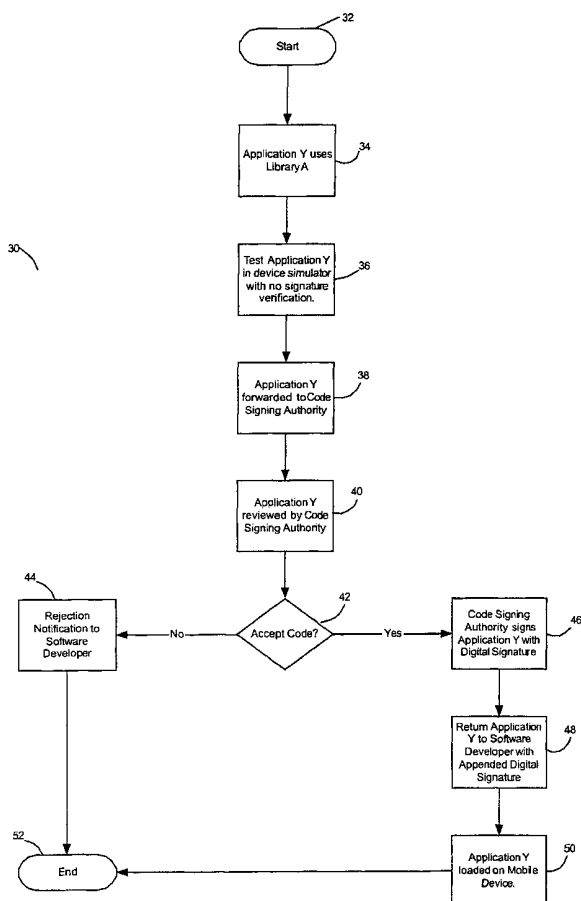 32
Start
Application Y uses
Library A
34
30
Test Application Y
in device simulator
with no signature
verification.
36
Application Y
forwarded to Code
Signing Authority
38
Application Y
reviewed by Code
Signing Authority
40
44
Rejection
Notification to
Software
Developer
No
42
Accept Code?
Yes
Code Signing
Authority signs
Application Y with
Digital Signature
46
Return Application
Y to Software
Developer with
Appended Digital
Signature
48
52
End
Application Y
loaded on Mobile
Device.
50